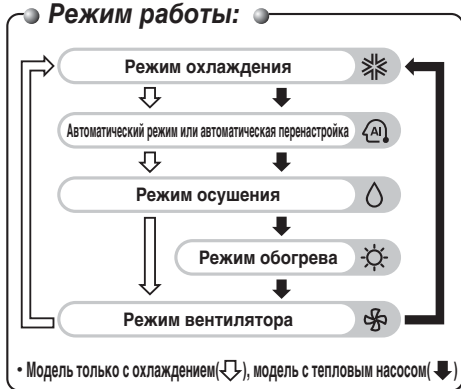 Режим работы:
Режим охлаждения
Автоматический режим или автоматическая перенастройка
AI
Режим осушения
Режим обогрева
Режим вентилятора
• Модель только с охлаждением(⇩), модель с тепловым насосом(⬇)